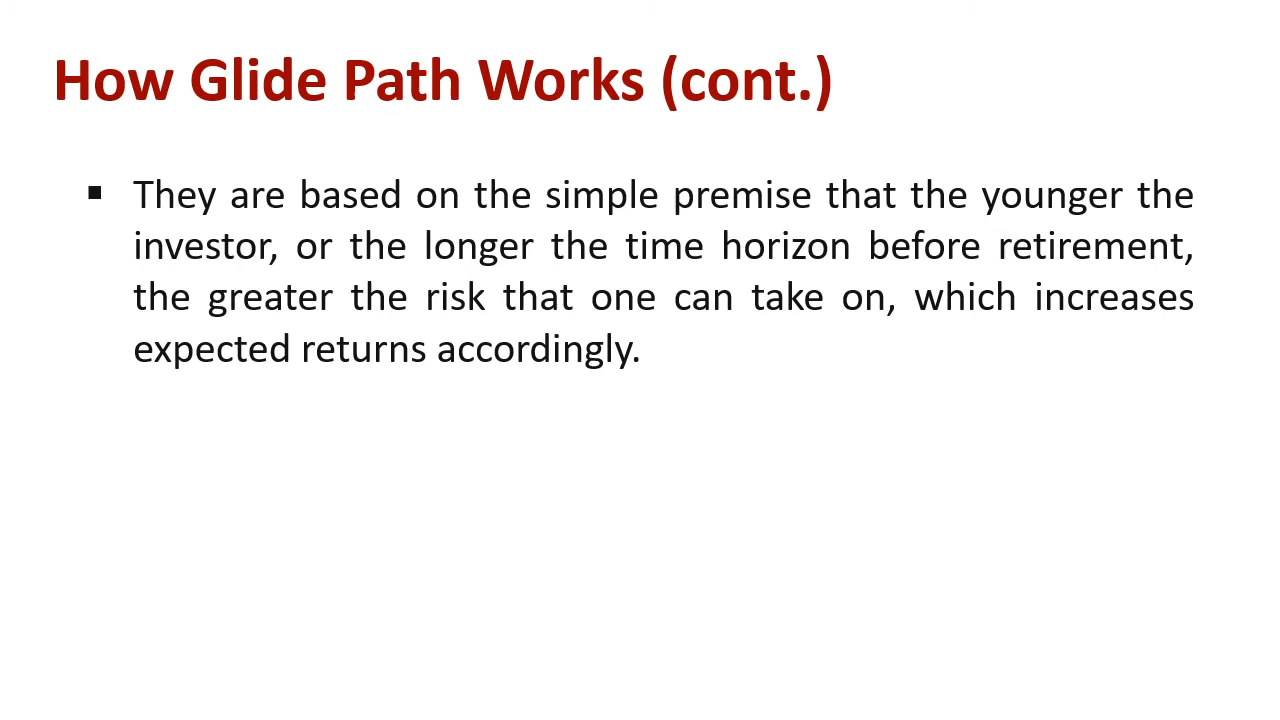 How Glide Path Works (cont.)
▪ They are based on the simple premise that the younger the
investor, or the longer the time horizon before retirement,
the greater the risk that one can take on, which increases
expected returns accordingly.